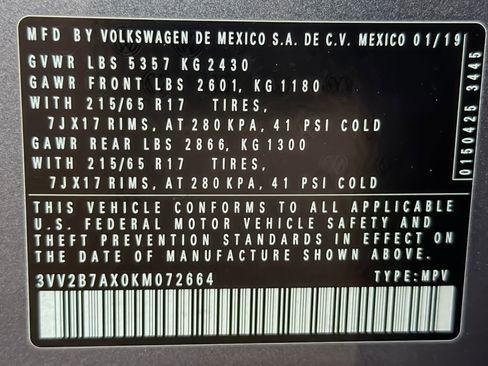 MFD BY VOLKSWAGEN DE MEXICO S.A. DE C.V. MEXICO 01/19
GVWR LBS 5357 KG 2430
GAWR FRONT LBS 2601, KG 1180
WITH 215/65 R17 TIRES,
7JX17 RIMS, AT 280 KPA, 41 PSI COLD
GAWR REAR LBS 2866, KG 1300
WITH 215/65 R17 TIRES,
7JX17 RIMS, AT 280 KPA, 41 PSI COLD
THIS VEHICLE CONFORMS TO ALL APPLICABLE
U.S. FEDERAL MOTOR VEHICLE SAFETY AND
THEFT PREVENTION STANDARDS IN EFFECT ON
THE DATE OF MANUFACTURE SHOWN ABOVE.
3VV2B7AX0KM072664 TYPE: MPV
0150425 3445